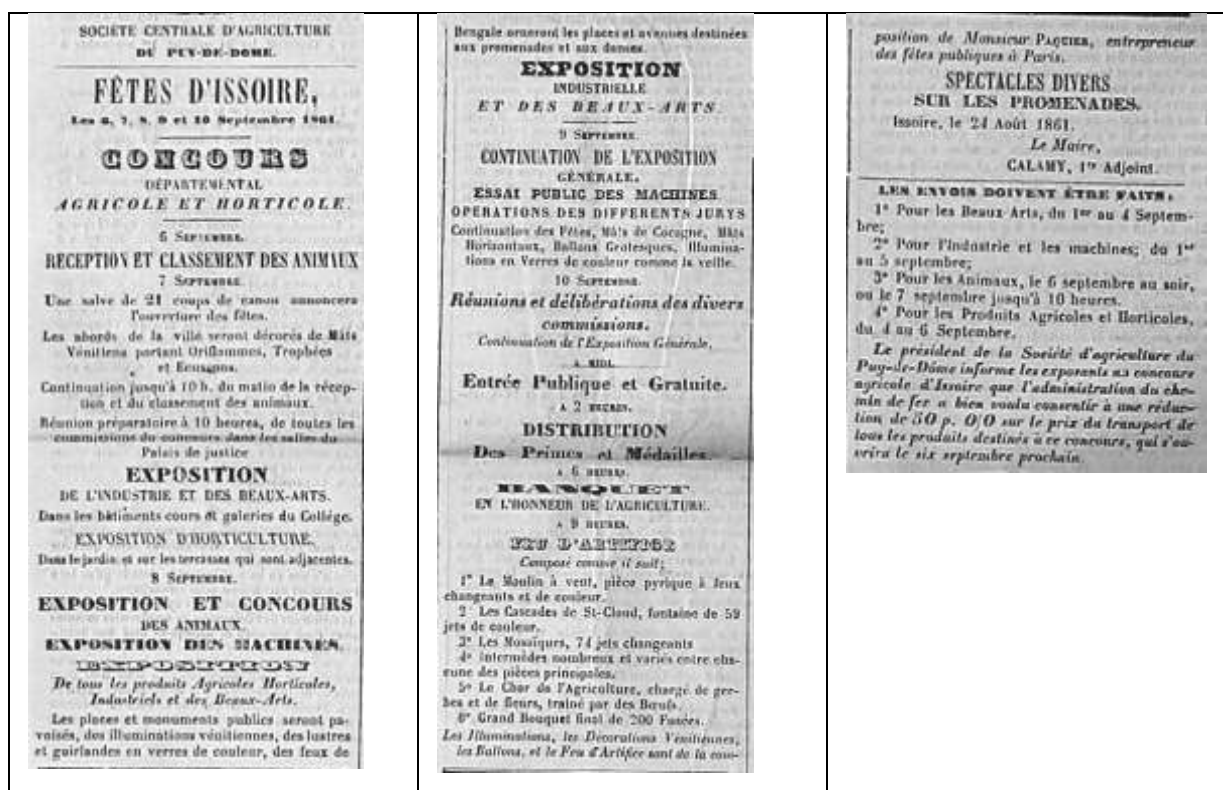 SOCIÉTÉ CENTRALE D'AGRICULTURE
DU PUY-DE-DOME.
FÊTES D'ISSOIRE,
Les 6, 7, 8, 9 et 10 Septembre 1861.
CONCOURS
DÉPARTEMENTAL
AGRICOLE ET HORTICOLE.
6 SEPTEMBRE.
RECEPTION ET CLASSEMENT DES ANIMAUX
7 SEPTEMBRE.
Une salve de 21 coups de canon annoncera
l'ouverture des fêtes.
Les abords de la ville seront décorés de Mâts
Vénitiens portant Oriflammes, Trophées
et Ecussons.
Continuation jusqu'à 10 h. du matin de la récep-
tion et du classement des animaux.
Réunion préparatoire à 10 heures, de toutes les
commissions du concours dans les salles du
Palais de justice
EXPOSITION
DE L'INDUSTRIE ET DES BEAUX-ARTS.
Dans les bâtiments cours et galeries du Collége.
EXPOSITION D'HORTICULTURE.
Dans le jardin et sur les terrasses qui sont adjacentes.
8 SEPTEMBRE.
EXPOSITION ET CONCOURS
DES ANIMAUX.
EXPOSITION DES MACHINES.
EXPOSITION
De tous les produits Agricoles Horticoles,
Industriels et des Beaux-Arts.
Les places et monuments publics seront pa-
voisés, des illuminations vénitiennes, des lustres
et guirlandes en verres de couleur, des feux de
Bengale orneront les places et avenues destinées
aux promenades et aux danses.
EXPOSITION
INDUSTRIELLE
ET DES BEAUX-ARTS.
9 SEPTEMBRE.
CONTINUATION DE L'EXPOSITION
GÉNÉRALE.
ESSAI PUBLIC DES MACHINES
OPÉRATIONS DES DIFFERENTS JURYS
Continuation des Fêtes, Mâts de Cocagne, Mâts
Horizontaux, Ballons Grotesques, Illumina-
tions en Verres de couleur comme la veille.
10 SEPTEMBRE.
Réunions et délibérations des divers
commissions.
Continuation de l'Exposition Générale.
A MIDI.
Entrée Publique et Gratuite.
A 2 HEURES.
DISTRIBUTION
Des Primes et Médailles.
A 6 HEURES.
BANQUET
EN L'HONNEUR DE L'AGRICULTURE.
A 9 HEURES.
FEU D'ARTIFICE
Composé comme il suit;
1° Le Moulin à vent, pièce pyrique à feux
changeants et de couleur.
2 Les Cascades de St-Cloud, fontaine de 59
jets de couleur.
3° Les Mosaïques, 74 jets changeants
4° Intermèdes nombreux et variés entre cha-
cune des pièces principales.
5° Le Char de l'Agriculture, chargé de ger-
bes et de fleurs, trainé par des Bœufs.
6° Grand Bouquet final de 200 Fusées.
Les Illuminations, les Décorations Vénitiennes,
les Ballons, et le Feu d'Artifice sont de la com-
position de Monsieur PAQUIER, entrepreneur
des fêtes publiques à Paris.
SPECTACLES DIVERS
SUR LES PROMENADES.
Issoire, le 24 Août 1861.
Le Maire,
CALAMY, 1er Adjoint.
LES ENVOIS DOIVENT ÊTRE FAITS:
1° Pour les Beaux-Arts, du 1er au 4 Septem-
bre;
2° Pour l'Industrie et les machines; du 1er
au 5 septembre;
3° Pour les Animaux, le 6 septembre au soir,
ou le 7 septembre jusqu'à 10 heures.
4° Pour les Produits Agricoles et Horticoles,
du 4 au 6 Septembre.
Le président de la Société d'agriculture du
Puy-de-Dôme informe les exposants au concours
agricole d'Issoire que l'administration du che-
min de fer a bien voulu consentir à une réduc-
tion de 50 p. 0/0 sur le prix du transport de
tous les produits destinés à ce concours, qui s'ou-
vrira le six septembre prochain.